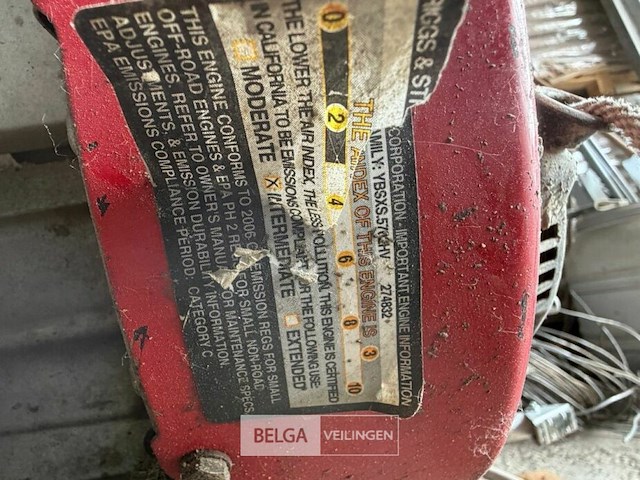 BRIGGS & STR
CORPORATION - IMPORTANT ENGINE INFORMATION
MILY: YBSXS.57 2HV 274832
THE INDEX OF THIS ENGINE IS 3
0 2 4 6 8 10
THE LOWER THE AIR INDEX, THE LESS POLLUTION. THIS ENGINE IS CERTIFIED
IN CALIFORNIA TO BE EMISSIONS COMPLIANT FOR THE FOLLOWING USE:
MODERATE INTERMEDIATE EXTENDED
THIS ENGINE CONFORMS TO 2006 EMISSION REGS FOR SMALL
OFF-ROAD ENGINES & EPA PH 2 REGS FOR SMALL NON-ROAD
ENGINES. REFER TO OWNER'S MANUAL FOR MAINTENANCE SPECS,
ADJUSTMENTS, & EMISSION DURABILITY INFORMATION.
EPA EMISSIONS COMPLIANCE PERIOD: CATEGORY C
BELGA VEILINGEN